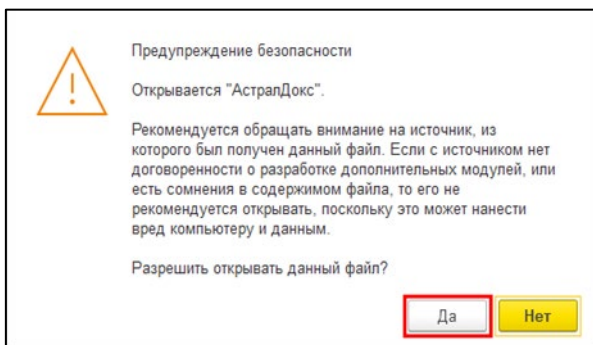 Предупреждение безопасности
Открывается "АстралДокс".
Рекомендуется обращать внимание на источник, из
которого был получен данный файл. Если с источником нет
договоренности о разработке дополнительных модулей, или
есть сомнения в содержимом файла, то его не
рекомендуется открывать, поскольку это может нанести
вред компьютеру и данным.
Разрешить открывать данный файл?
Да
Нет